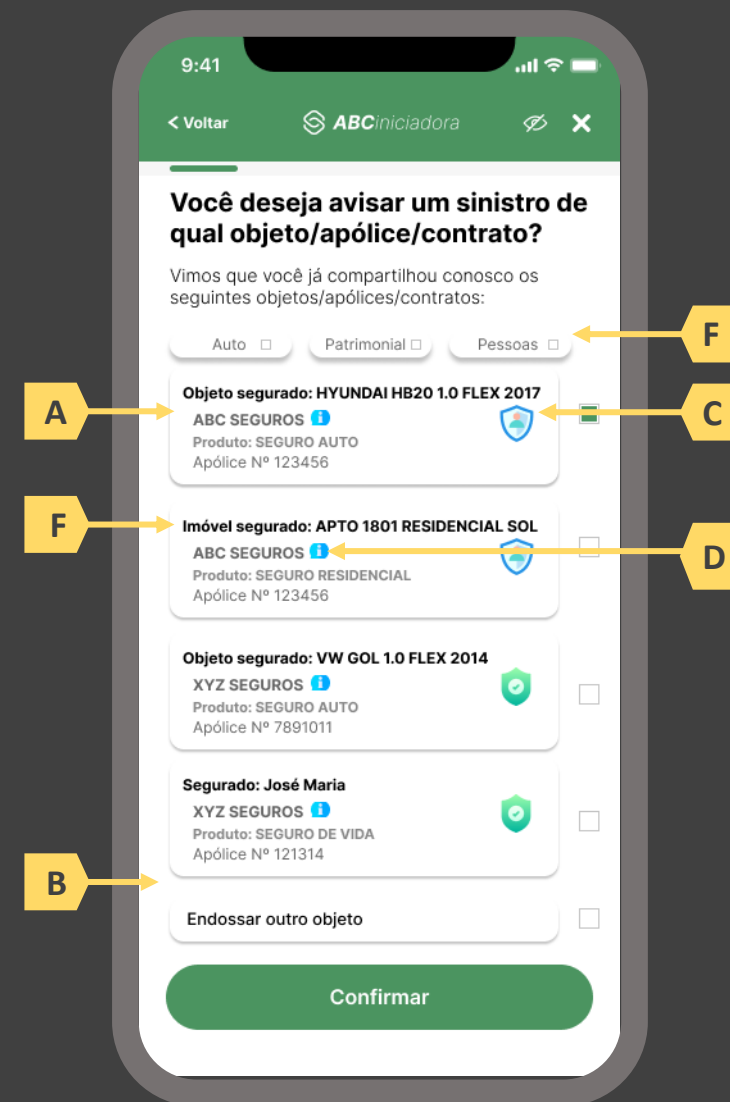 9:41
< Voltar
ABCiniciadora
Você deseja avisar um sinistro de
qual objeto/apólice/contrato?
Vimos que você já compartilhou conosco os
seguintes objetos/apólices/contratos:
Auto
Patrimonial
Pessoas
F
A
Objeto segurado: HYUNDAI HB20 1.0 FLEX 2017
ABC SEGUROS i
Produto: SEGURO AUTO
Apólice Nº 123456
C
F
Imóvel segurado: APTO 1801 RESIDENCIAL SOL
ABC SEGUROS i
Produto: SEGURO RESIDENCIAL
Apólice Nº 123456
D
Objeto segurado: VW GOL 1.0 FLEX 2014
XYZ SEGUROS i
Produto: SEGURO AUTO
Apólice Nº 7891011
Segurado: José Maria
XYZ SEGUROS i
Produto: SEGURO DE VIDA
Apólice Nº 121314
B
Endossar outro objeto
Confirmar